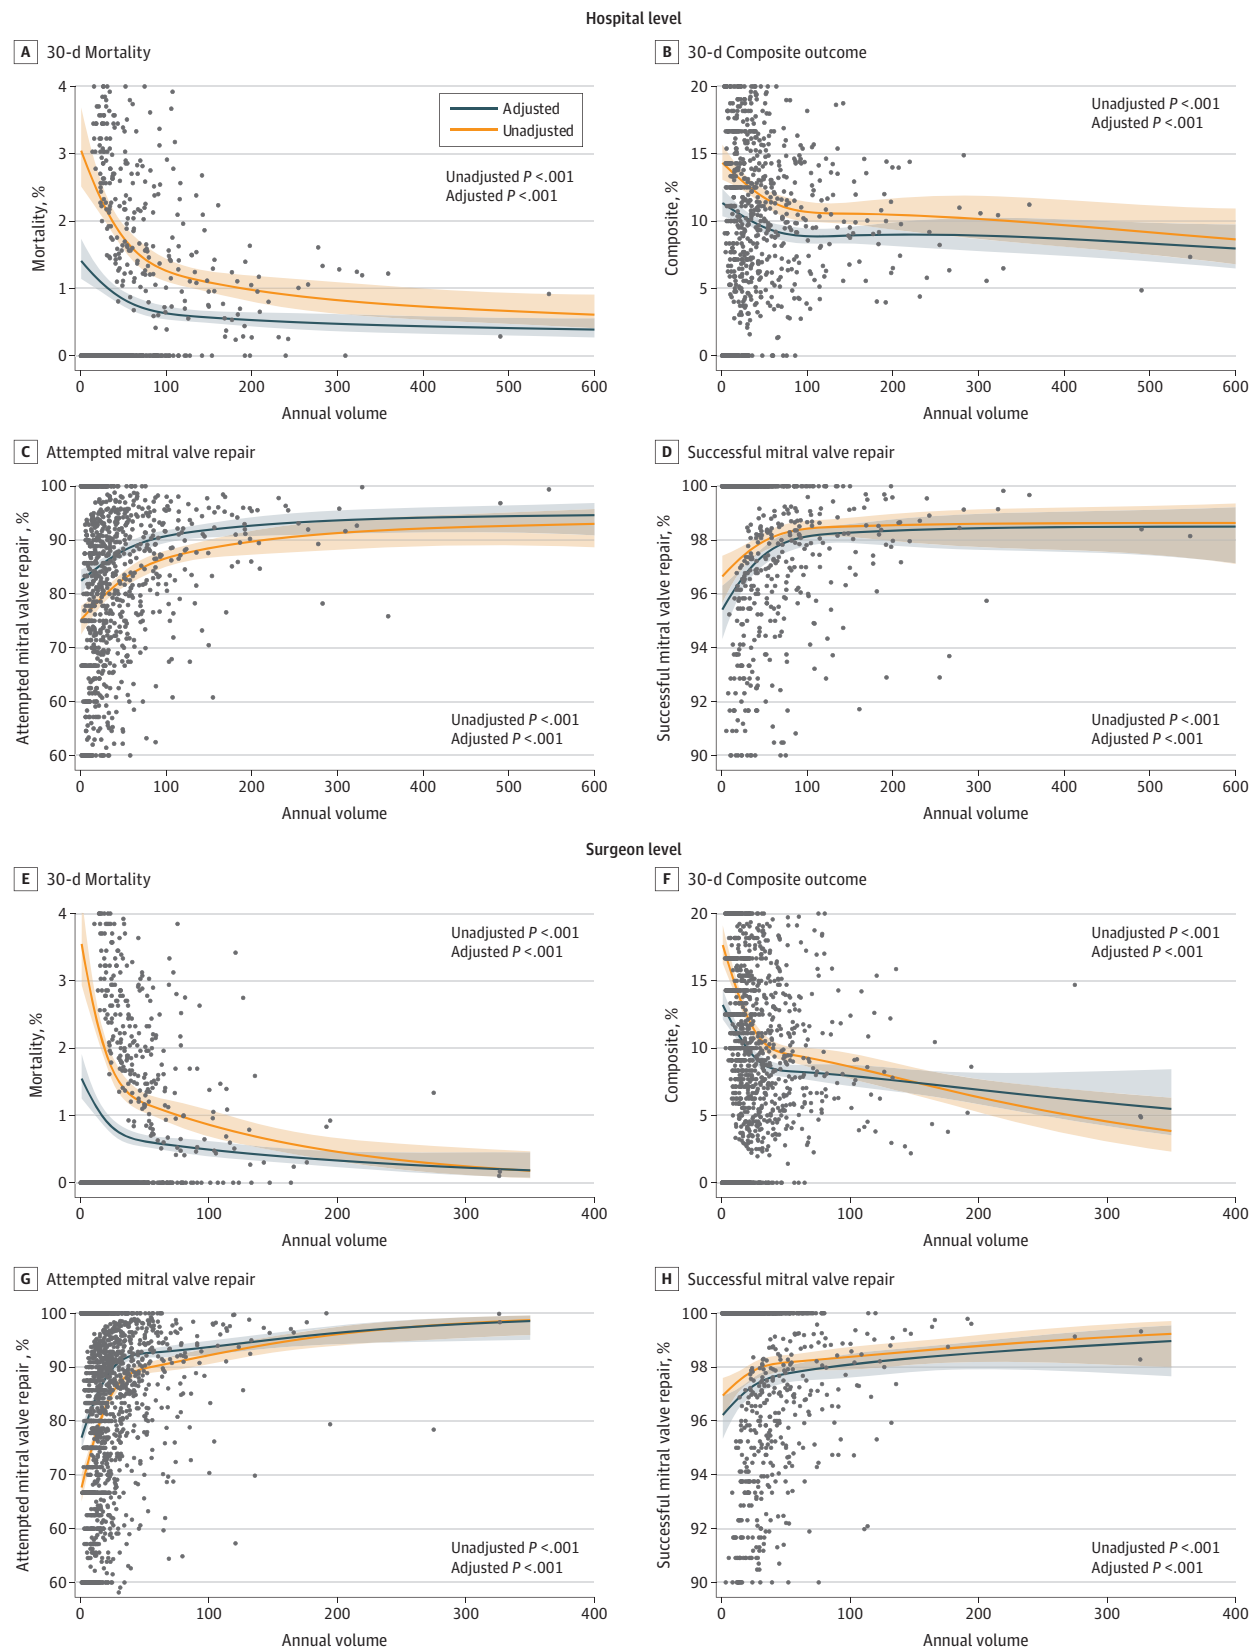 Hospital level
A 30-d Mortality
4
3
2
1
0
Mortality, %
Adjusted
Unadjusted
Unadjusted P <.001
Adjusted P <.001
0 100 200 300 400 500 600
Annual volume
B 30-d Composite outcome
20
15
10
5
0
Composite, %
Unadjusted P <.001
Adjusted P <.001
0 100 200 300 400 500 600
Annual volume
C Attempted mitral valve repair
100
90
80
70
60
60
Attempted mitral valve repair , %
Unadjusted P <.001
Adjusted P <.001
0 100 200 300 400 500 600
Annual volume
D Successful mitral valve repair
100
98
96
94
92
90
Successful mitral valve repair, %
Unadjusted P <.001
Adjusted P <.001
0 100 200 300 400 500 600
Annual volume
Surgeon level
E 30-d Mortality
4
3
2
1
0
Mortality, %
Unadjusted P <.001
Adjusted P <.001
0 100 200 300 400
Annual volume
F 30-d Composite outcome
20
15
10
5
0
Composite, %
Unadjusted P <.001
Adjusted P <.001
0 100 200 300 400
Annual volume
G Attempted mitral valve repair
100
90
80
70
60
60
Attempted mitral valve repair , %
Unadjusted P <.001
Adjusted P <.001
0 100 200 300 400
Annual volume
H Successful mitral valve repair
100
98
96
94
92
90
Successful mitral valve repair, %
Unadjusted P <.001
Adjusted P <.001
0 100 200 300 400
Annual volume